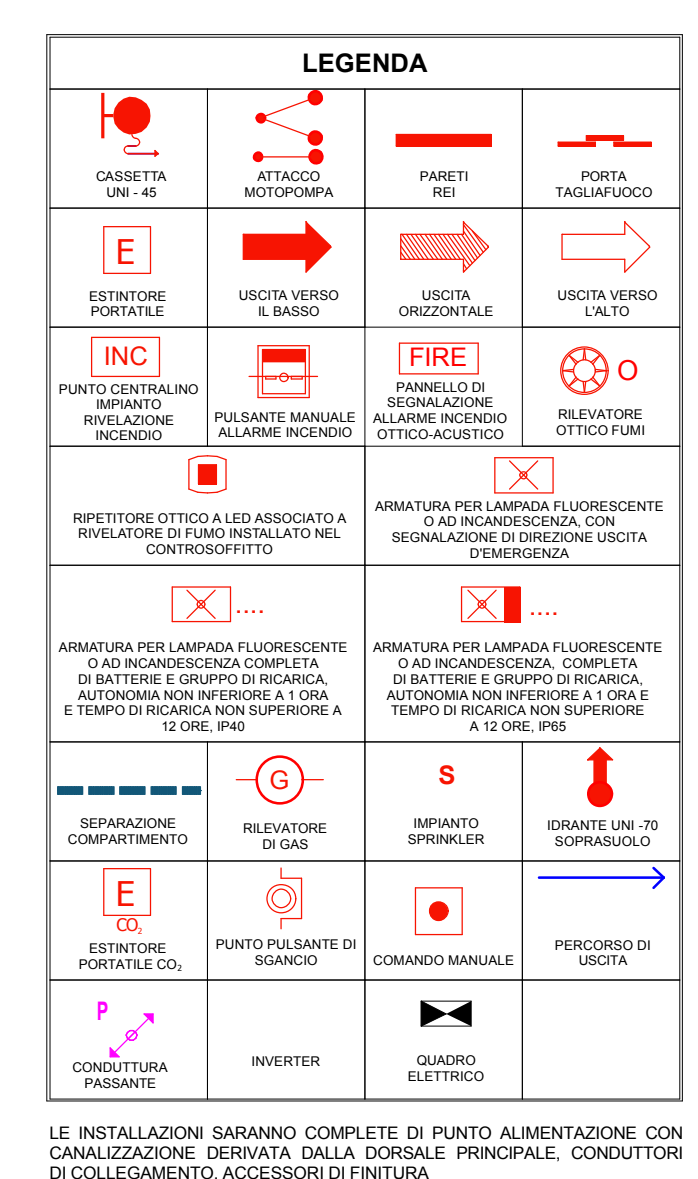 LEGENDA
CASSETTA
UNI - 45
ATTACCO
MOTOPOMPA
PARETI
REI
PORTA
TAGLIAFUOCO
E
ESTINTORE
PORTATILE
USCITA VERSO
IL BASSO
USCITA
ORIZZONTALE
USCITA VERSO
L'ALTO
INC
PUNTO CENTRALINO
IMPIANTO
RIVELAZIONE
INCENDIO
PULSANTE MANUALE
ALLARME INCENDIO
FIRE
PANNELLO DI
SEGNALAZIONE
ALLARME INCENDIO
OTTICO-ACUSTICO
O
RILEVATORE
OTTICO FUMI
RIPETITORE OTTICO A LED ASSOCIATO A
RIVELATORE DI FUMO INSTALLATO NEL
CONTROSOFFITTO
ARMATURA PER LAMPADA FLUORESCENTE
O AD INCANDESCENZA, CON
SEGNALAZIONE DI DIREZIONE USCITA
D'EMERGENZA
....
ARMATURA PER LAMPADA FLUORESCENTE
O AD INCANDESCENZA COMPLETA
DI BATTERIE E GRUPPO DI RICARICA,
AUTONOMIA NON INFERIORE A 1 ORA
E TEMPO DI RICARICA NON SUPERIORE A
12 ORE, IP40
....
ARMATURA PER LAMPADA FLUORESCENTE
O AD INCANDESCENZA, COMPLETA
DI BATTERIE E GRUPPO DI RICARICA,
AUTONOMIA NON INFERIORE A 1 ORA E
TEMPO DI RICARICA NON SUPERIORE
A 12 ORE, IP65
SEPARAZIONE
COMPARTIMENTO
G
RILEVATORE
DI GAS
S
IMPIANTO
SPRINKLER
IDRANTE UNI -70
SOPRASUOLO
E
CO₂
ESTINTORE
PORTATILE CO₂
PUNTO PULSANTE DI
SGANCIO
COMANDO MANUALE
PERCORSO DI
USCITA
P
CONDUTTURA
PASSANTE
INVERTER
QUADRO
ELETTRICO
LE INSTALLAZIONI SARANNO COMPLETE DI PUNTO ALIMENTAZIONE CON
CANALIZZAZIONE DERIVATA DALLA DORSALE PRINCIPALE, CONDUTTORI
DI COLLEGAMENTO, ACCESSORI DI FINITURA